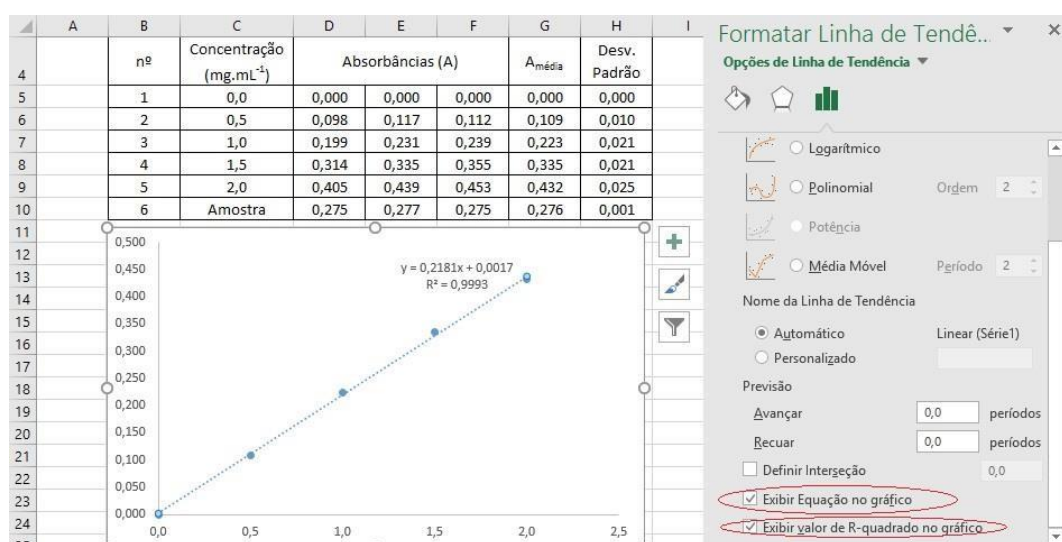 A B C D E F G H I
4 nº Concentração (mg.mL⁻¹) Absorbâncias (A) Amédia Desv. Padrão
5 1 0,0 0,000 0,000 0,000 0,000 0,000
6 2 0,5 0,098 0,117 0,112 0,109 0,010
7 3 1,0 0,199 0,231 0,239 0,223 0,021
8 4 1,5 0,314 0,335 0,355 0,335 0,021
9 5 2,0 0,405 0,439 0,453 0,432 0,025
10 6 Amostra 0,275 0,277 0,275 0,276 0,001
11
12
13
14
15
16
17
18
19
20
21
22
23
24
0,500
0,450
0,400
0,350
0,300
0,250
0,200
0,150
0,100
0,050
0,000
0,0 0,5 1,0 1,5 2,0 2,5
y = 0,2181x + 0,0017
R² = 0,9993
Formatar Linha de Tendê...
Opções de Linha de Tendência
Logarítmico
Polinomial Ordem 2
Potência
Média Móvel Período 2
Nome da Linha de Tendência
Automático Linear (Série1)
Personalizado
Previsão
Avançar 0,0 períodos
Recuar 0,0 períodos
Definir Interseção 0,0
Exibir Equação no gráfico
Exibir valor de R-quadrado no gráfico